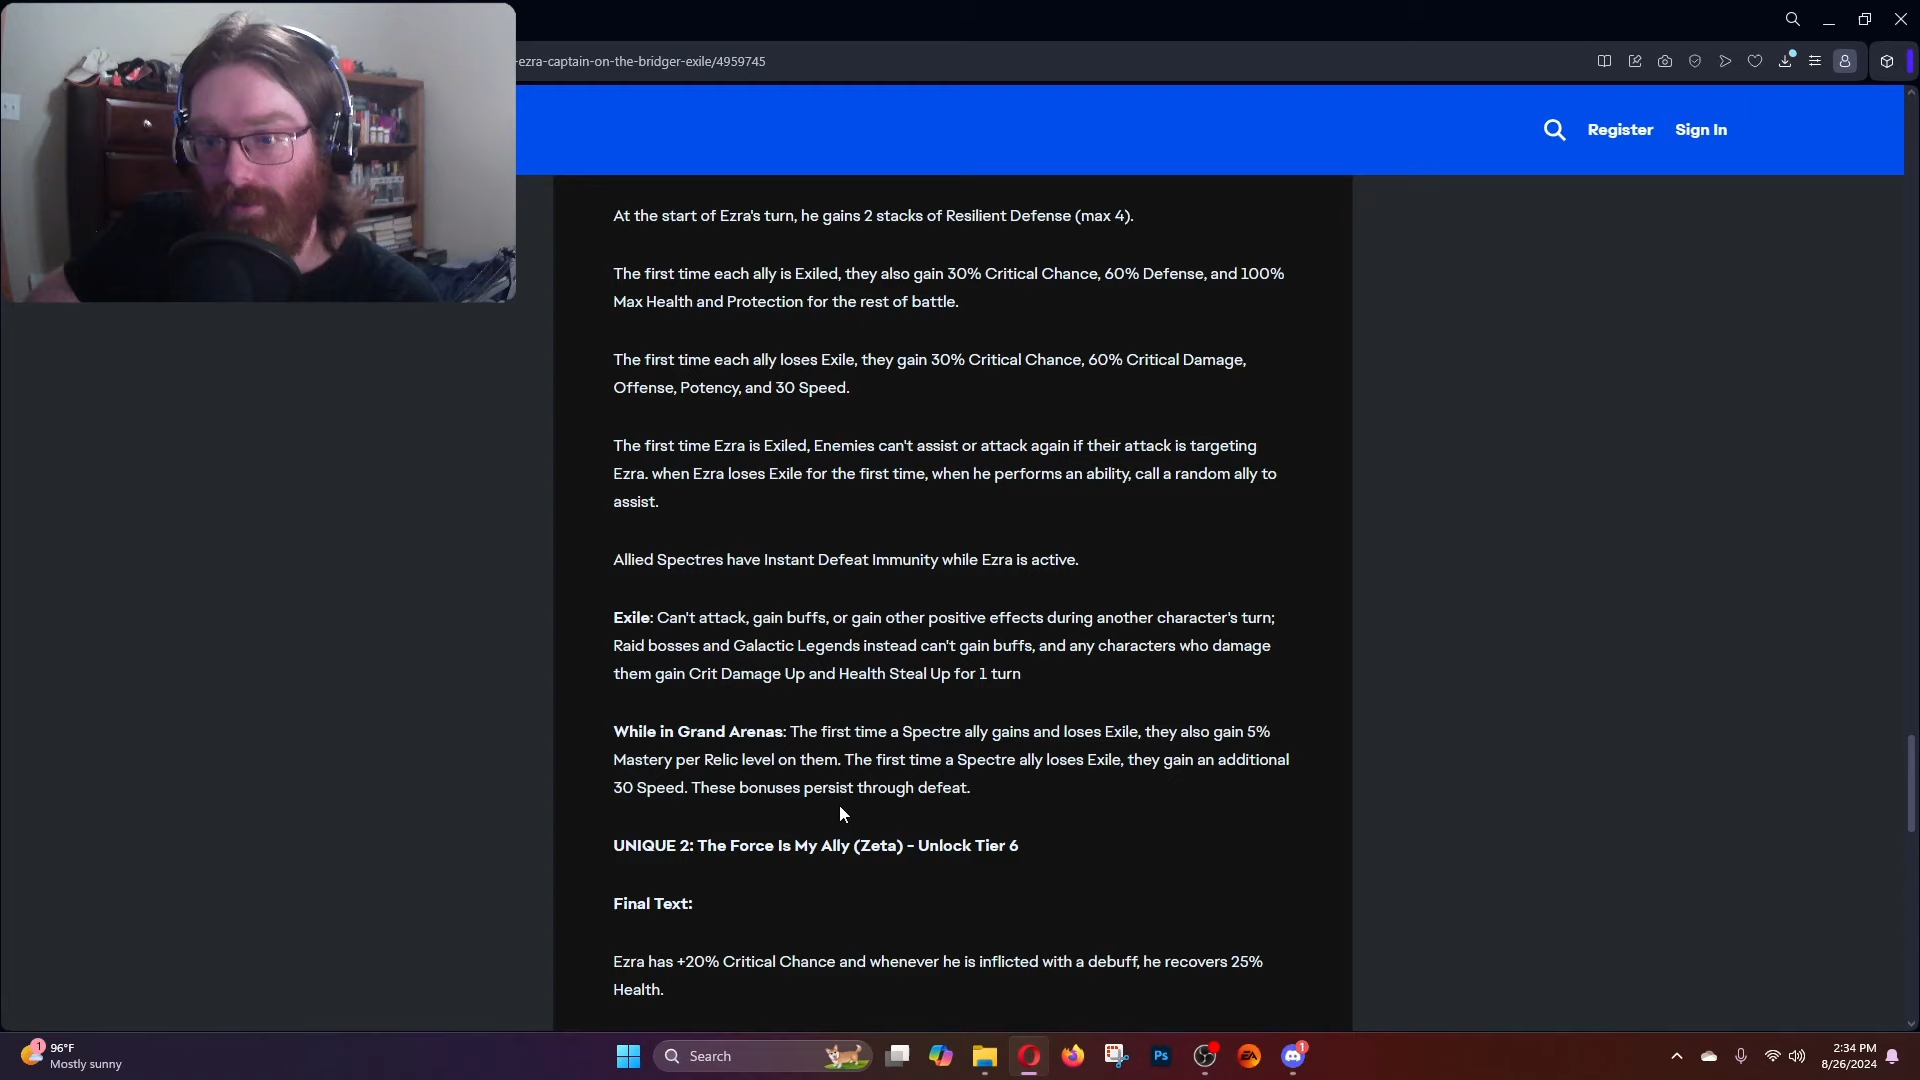 -ezra-captain-on-the-bridger-exile/4959745
Register
Sign In
At the start of Ezra's turn, he gains 2 stacks of Resilient Defense (max 4).
The first time each ally is Exiled, they also gain 30% Critical Chance, 60% Defense, and 100%
Max Health and Protection for the rest of battle.
The first time each ally loses Exile, they gain 30% Critical Chance, 60% Critical Damage,
Offense, Potency, and 30 Speed.
The first time Ezra is Exiled, Enemies can't assist or attack again if their attack is targeting
Ezra. when Ezra loses Exile for the first time, when he performs an ability, call a random ally to
assist.
Allied Spectres have Instant Defeat Immunity while Ezra is active.
Exile: Can't attack, gain buffs, or gain other positive effects during another character's turn;
Raid bosses and Galactic Legends instead can't gain buffs, and any characters who damage
them gain Crit Damage Up and Health Steal Up for 1 turn
While in Grand Arenas: The first time a Spectre ally gains and loses Exile, they also gain 5%
Mastery per Relic level on them. The first time a Spectre ally loses Exile, they gain an additional
30 Speed. These bonuses persist through defeat.
UNIQUE 2: The Force Is My Ally (Zeta) - Unlock Tier 6
Final Text:
Ezra has +20% Critical Chance and whenever he is inflicted with a debuff, he recovers 25%
Health.
1
96°F
Mostly sunny
Search
Ps
EA
1
2:34 PM
8/26/2024